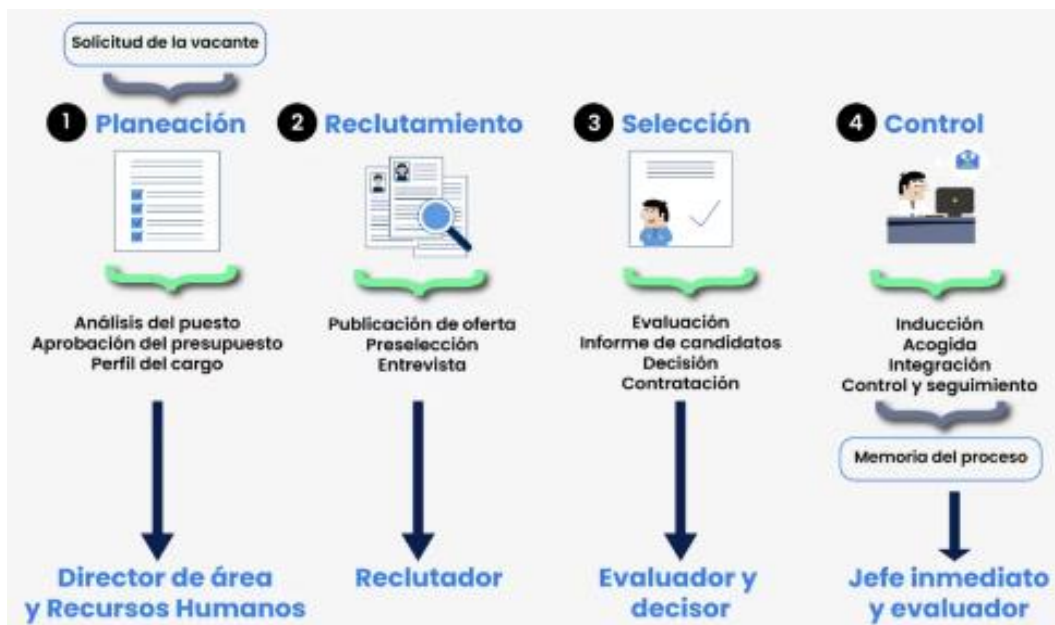 Solicitud de la vacante
1 Planeación
Análisis del puesto
Aprobación del presupuesto
Perfil del cargo
Director de área
y Recursos Humanos
2 Reclutamiento
Publicación de oferta
Preselección
Entrevista
Reclutador
3 Selección
Evaluación
Informe de candidatos
Decisión
Contratación
Evaluador y
decisor
4 Control
Inducción
Acogida
Integración
Control y seguimiento
Memoria del proceso
Jefe inmediato
y evaluador